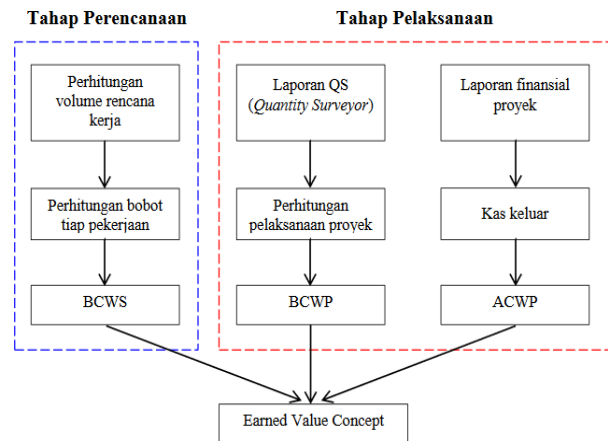 Tahap Perencanaan
Perhitungan
volume rencana
kerja
Perhitungan bobot
tiap pekerjaan
BCWS
Tahap Pelaksanaan
Laporan QS
(Quantity Surveyor)
Perhitungan
pelaksanaan proyek
BCWP
Laporan finansial
proyek
Kas keluar
ACWP
Earned Value Concept